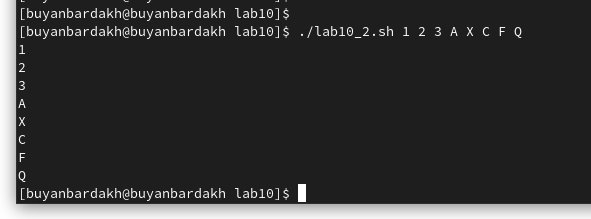 [buyanbardakh@buyanbardakh lab10]$
[buyanbardakh@buyanbardakh lab10]$ ./lab10_2.sh 1 2 3 A X C F Q
1
2
3
A
X
C
F
Q
[buyanbardakh@buyanbardakh lab10]$